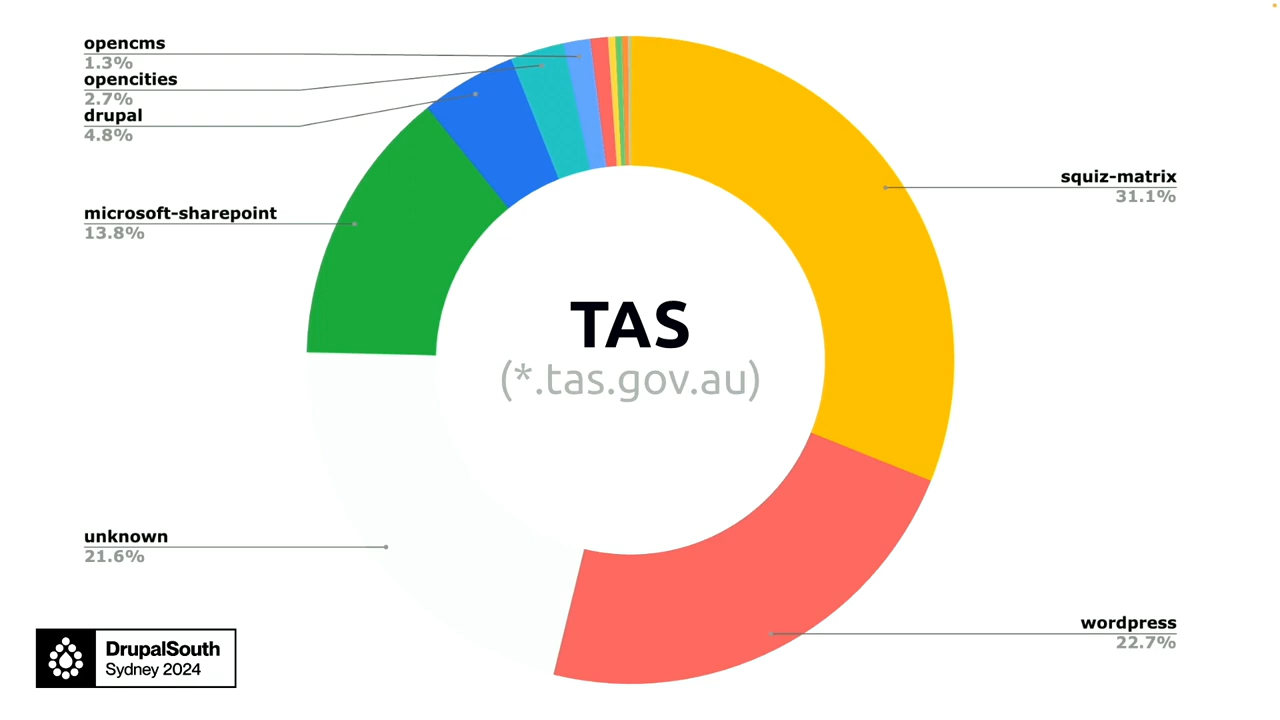 opencms
1.3%
opencities
2.7%
drupal
4.8%
microsoft-sharepoint
13.8%
unknown
21.6%
squiz-matrix
31.1%
wordpress
22.7%
TAS
(*.tas.gov.au)
DrupalSouth
Sydney 2024